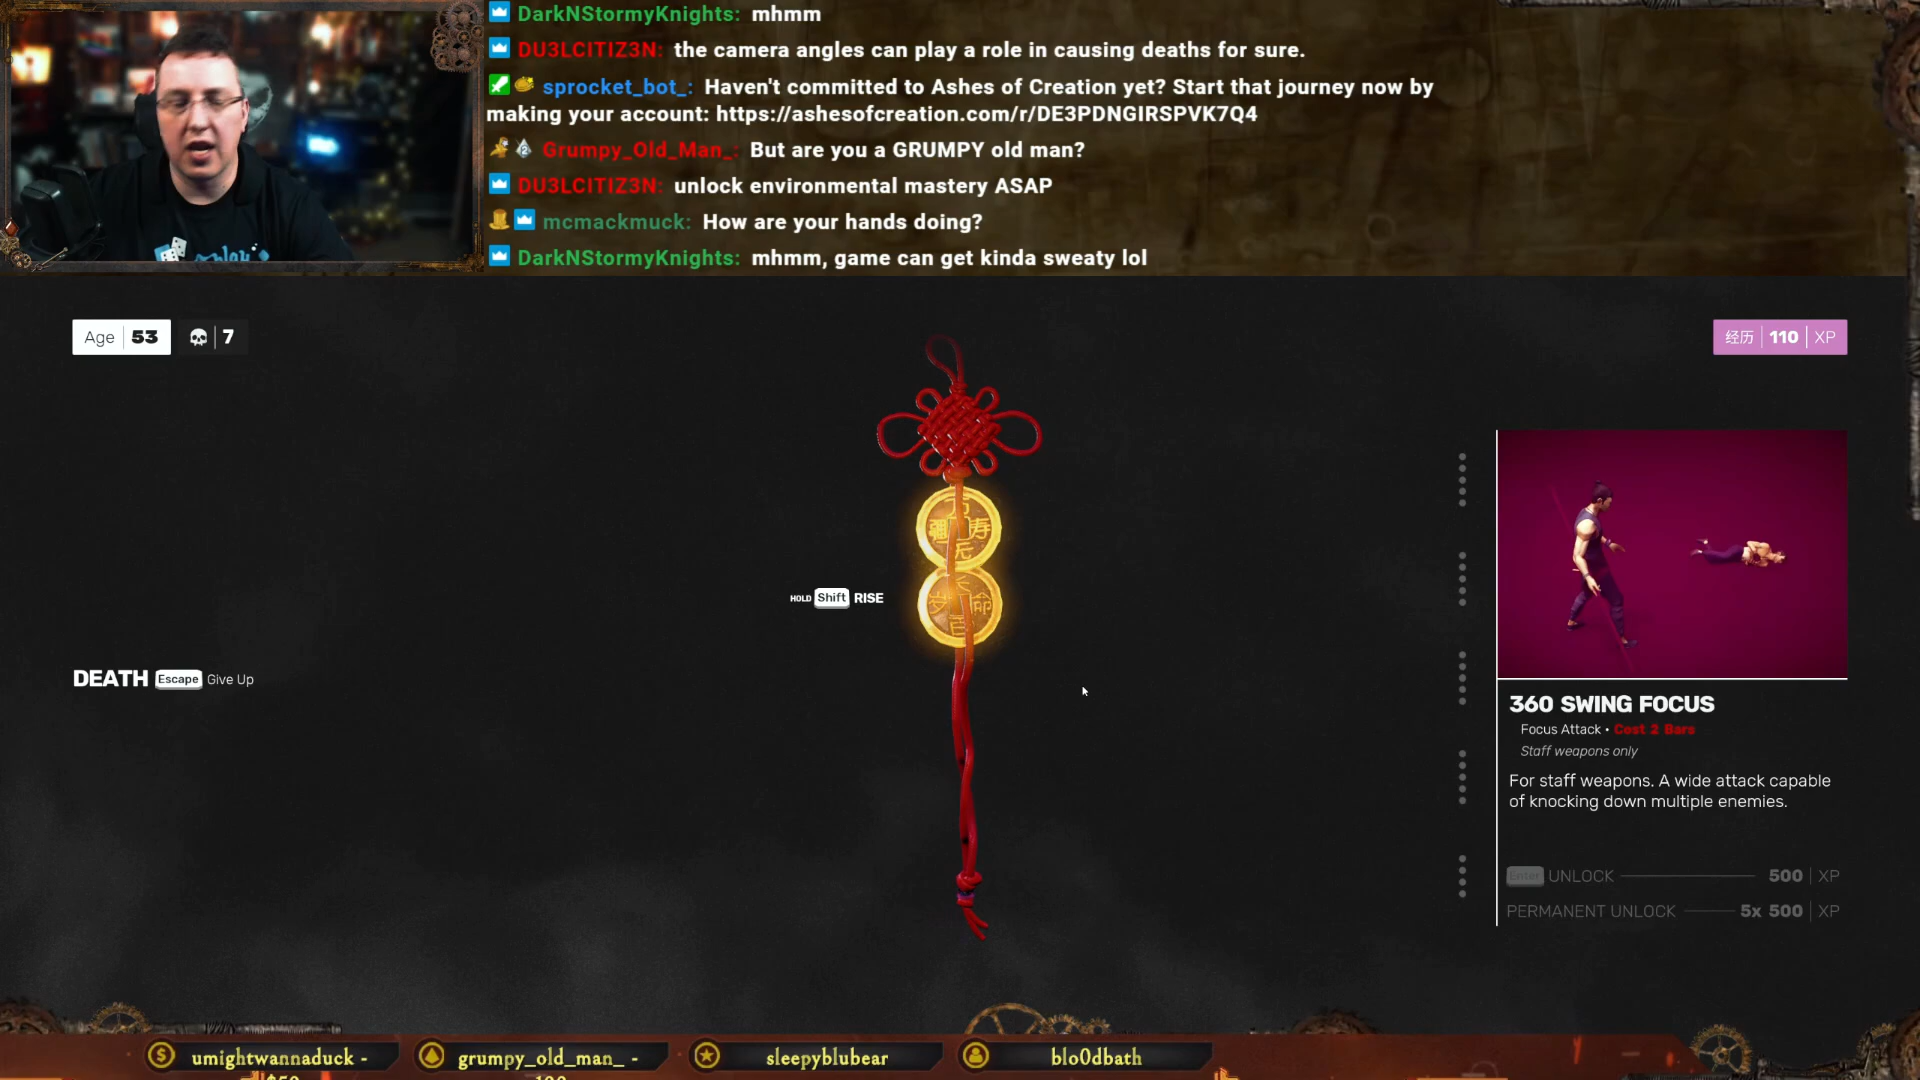 DarkNStormyKnights: mhmm
DU3LCITIZ3N: the camera angles can play a role in causing deaths for sure.
sprocket_bot_: Haven't committed to Ashes of Creation yet? Start that journey now by
making your account: https://ashesofcreation.com/r/DE3PDNGIRSPVK7Q4
Grumpy_Old_Man_: But are you a GRUMPY old man?
DU3LCITIZ3N: unlock environmental mastery ASAP
mcmackmuck: How are your hands doing?
DarkNStormyKnights: mhmm, game can get kinda sweaty lol
Age 53 7
经历 110 XP
HOLD Shift RISE
DEATH Escape Give Up
360 SWING FOCUS
Focus Attack • Cost 2 Bars
Staff weapons only
For staff weapons. A wide attack capable
of knocking down multiple enemies.
Enter UNLOCK 500 XP
PERMANENT UNLOCK 5x 500 XP
umightwannaduck -
grumpy_old_man_ -
sleepyblubear
blo0dbath